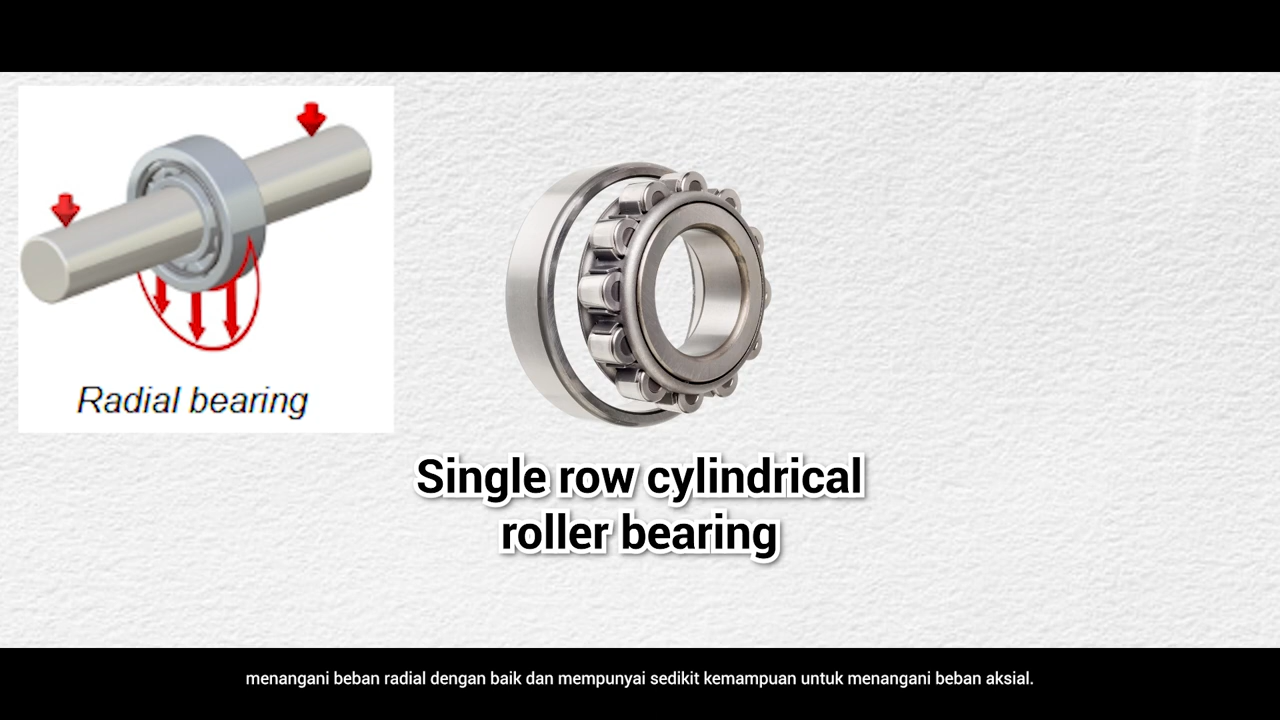 Radial bearing
Single row cylindrical
roller bearing
menangani beban radial dengan baik dan mempunyai sedikit kemampuan untuk menangani beban aksial.